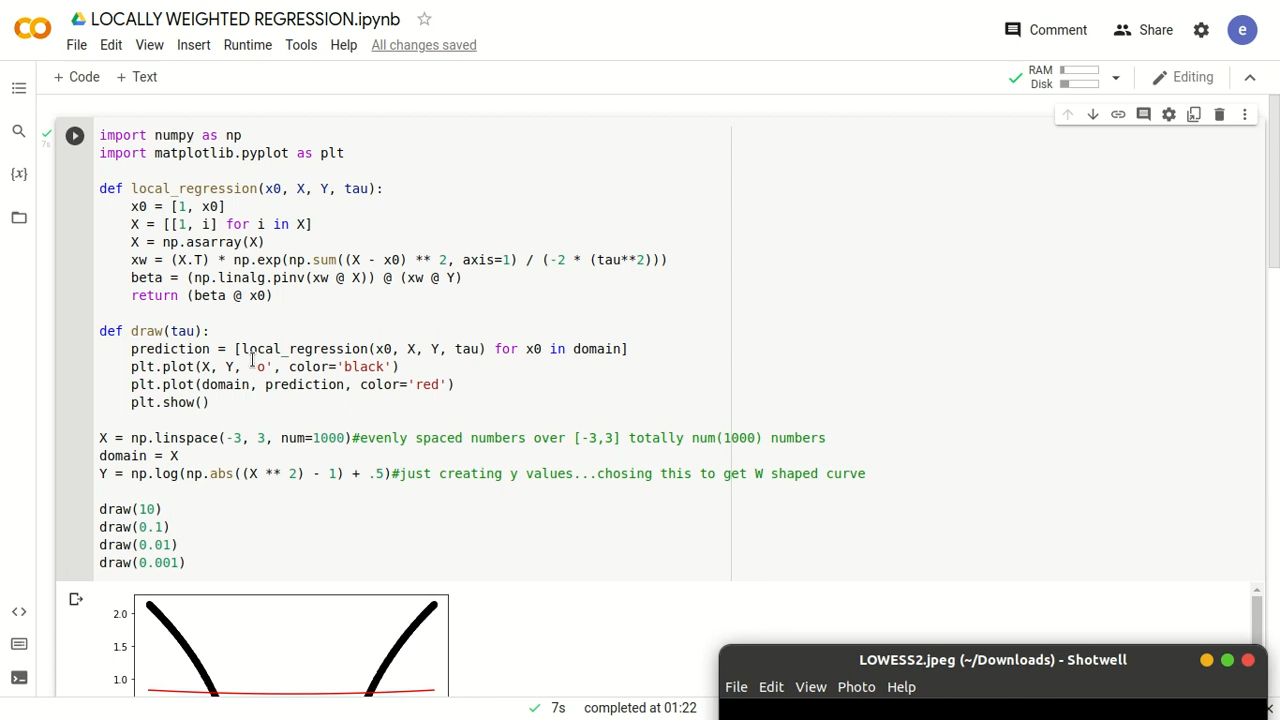 LOCALLY WEIGHTED REGRESSION.ipynb
File Edit View Insert Runtime Tools Help All changes saved
Comment Share e
+ Code + Text
RAM
Disk
Editing
7s
{x}
import numpy as np
import matplotlib.pyplot as plt
def local_regression(x0, X, Y, tau):
x0 = [1, x0]
X = [[1, i] for i in X]
X = np.asarray(X)
xw = (X.T) * np.exp(np.sum((X - x0) ** 2, axis=1) / (-2 * (tau**2)))
beta = (np.linalg.pinv(xw @ X)) @ (xw @ Y)
return (beta @ x0)
def draw(tau):
prediction = [local_regression(x0, X, Y, tau) for x0 in domain]
plt.plot(X, Y, 'o', color='black')
plt.plot(domain, prediction, color='red')
plt.show()
X = np.linspace(-3, 3, num=1000)#evenly spaced numbers over [-3,3] totally num(1000) numbers
domain = X
Y = np.log(np.abs((X ** 2) - 1) + .5)#just creating y values...chosing this to get W shaped curve
draw(10)
draw(0.1)
draw(0.01)
draw(0.001)
2.0
1.5
1.0
LOWESS2.jpeg (~/Downloads) - Shotwell
File Edit View Photo Help
7s completed at 01:22